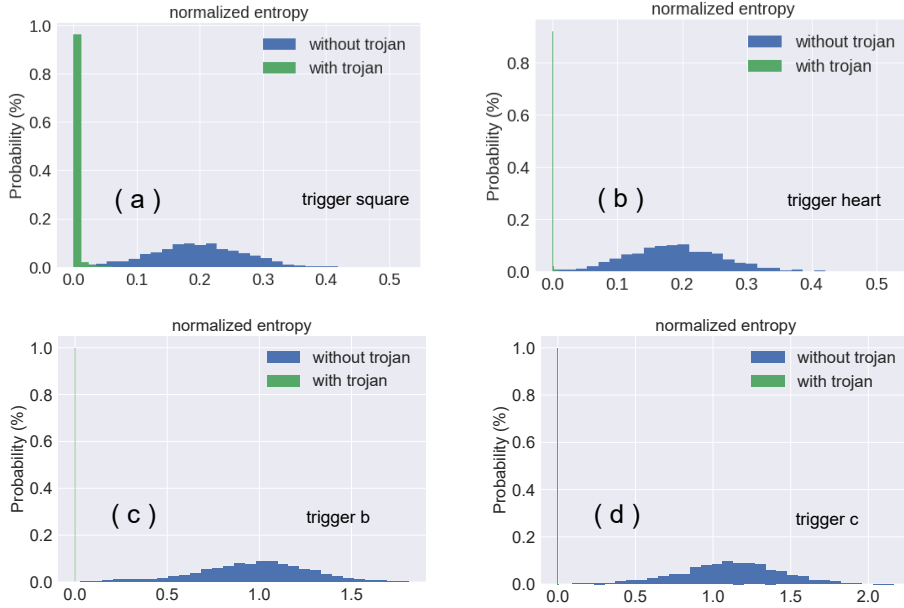 normalized entropy
1.0
0.8
0.6
0.4
0.2
0.0
Probability (%)
without trojan
with trojan
( a )
trigger square
0.0 0.1 0.2 0.3 0.4 0.5
normalized entropy
0.8
0.6
0.4
0.2
0.0
Probability (%)
without trojan
with trojan
( b )
trigger heart
0.0 0.1 0.2 0.3 0.4 0.5
normalized entropy
1.0
0.8
0.6
0.4
0.2
0.0
Probability (%)
without trojan
with trojan
( c )
trigger b
0.0 0.5 1.0 1.5
normalized entropy
1.0
0.8
0.6
0.4
0.2
0.0
Probability (%)
without trojan
with trojan
( d )
trigger c
0.0 0.5 1.0 1.5 2.0